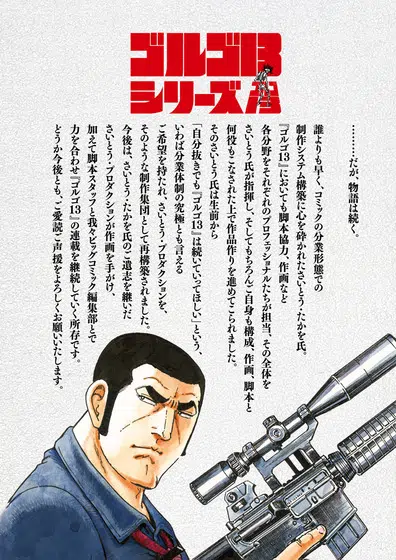 ゴルゴ13
シリーズ
………だが、物語は続く。
誰よりも早く、コミックの分業形態での
制作システム構築に心を砕かれたさいとう・たかを氏。
『ゴルゴ13』においても脚本協力、作画など
各分野をそれぞれのプロフェッショナルたちが担当、その全体を
さいとう氏が指揮し、そしてもちろんご自身も構成、作画、脚本と
何役もこなされた上で作品作りを進めてこられました。
そのさいとう氏は生前から
「自分抜きでも『ゴルゴ13』は続いていってほしい」という、
いわば分業体制の究極とも言える
ご希望を持たれ、さいとう・プロダクションを、
そのような制作集団として再構築されました。
今後は、さいとう・たかを氏のご遺志を継いだ
さいとう・プロダクションが作画を手がけ、
加えて脚本スタッフと我々ビッグコミック編集部とで
力を合わせ『ゴルゴ13』の連載を継続していく所存です。
どうか今後とも、ご愛読ご声援をよろしくお願いいたします。